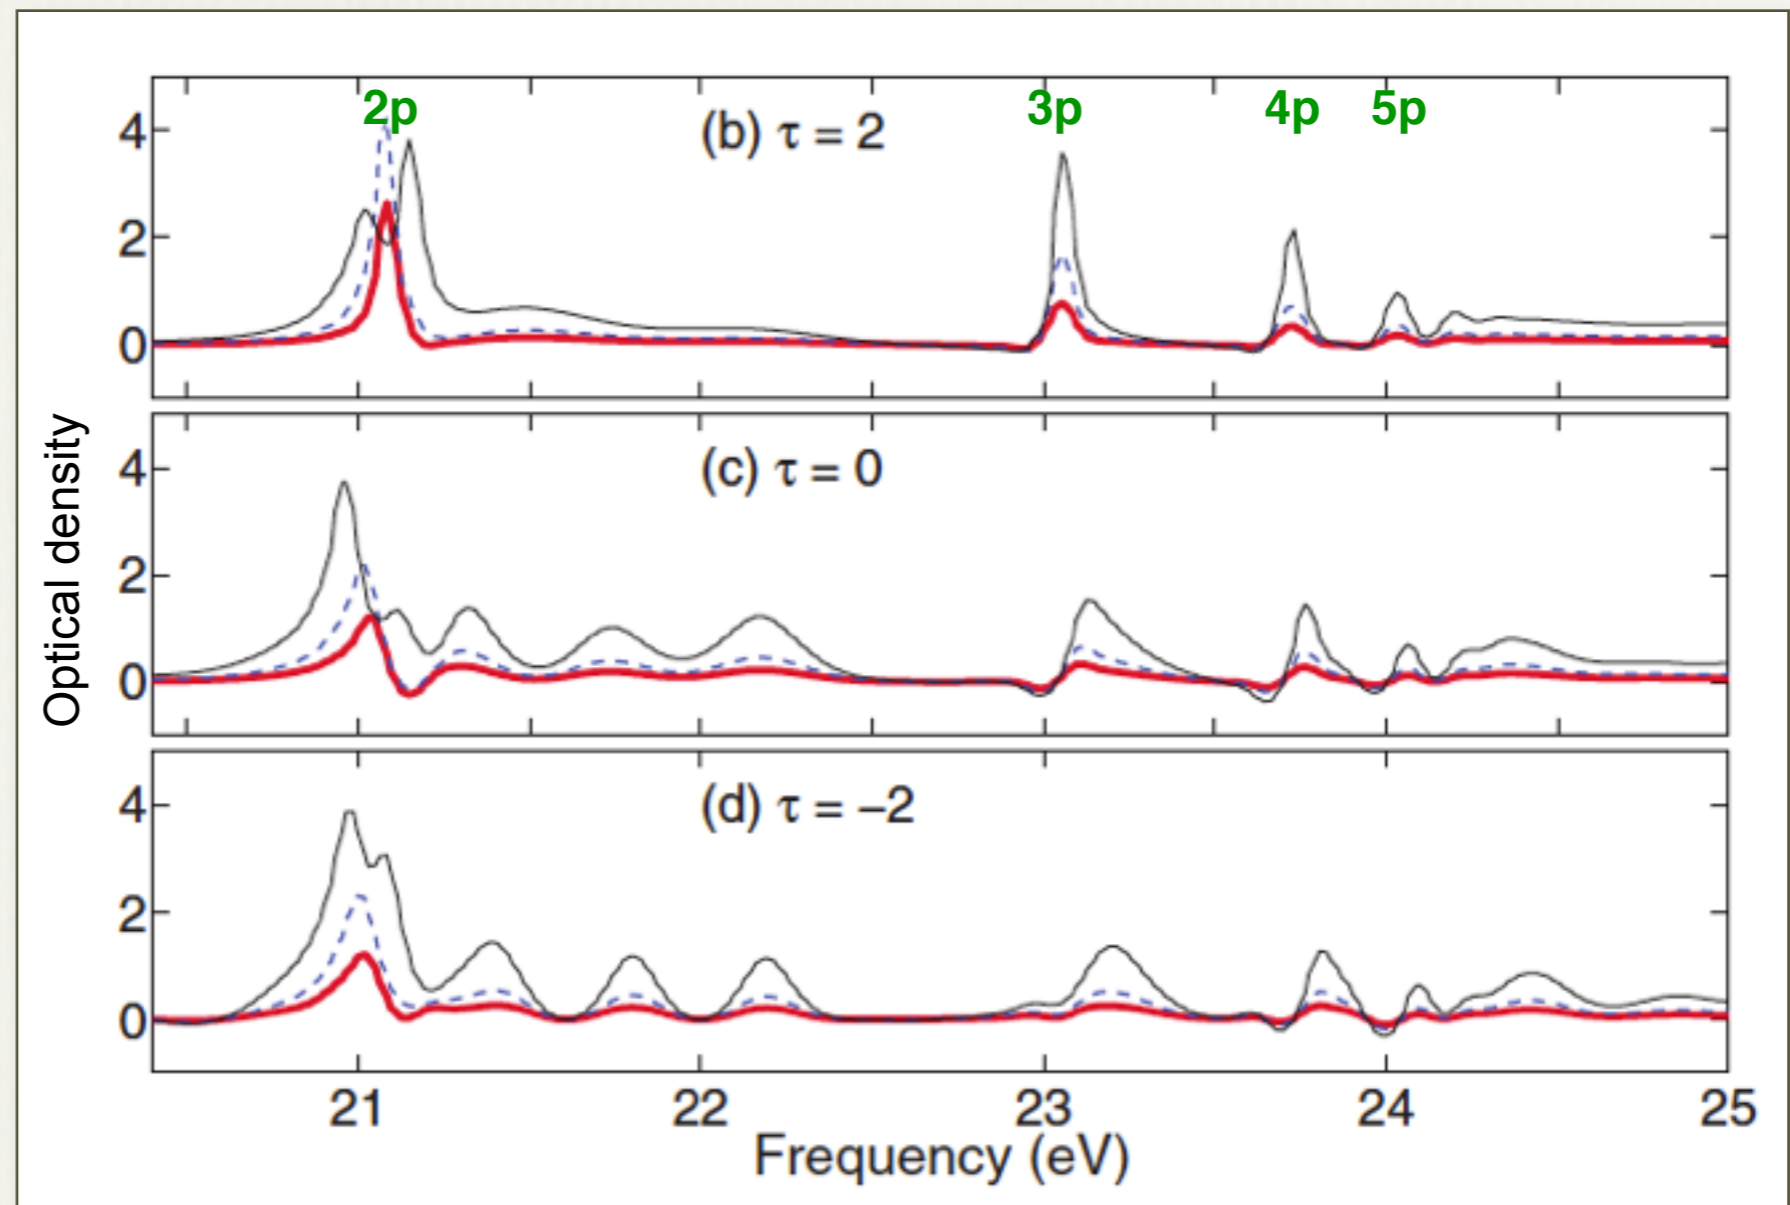 2p 3p 4p 5p
(b) τ = 2
4
2
0
Optical density
(c) τ = 0
4
2
0
(d) τ = −2
4
2
0
21 22 23 24 25
Frequency (eV)